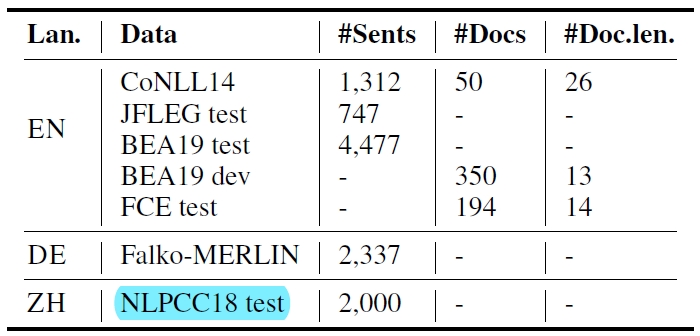 Lan. Data #Sents #Docs #Doc.len.
CoNLL14 1,312 50 26
JFLEG test 747 - -
EN
BEA19 test 4,477 - -
BEA19 dev - 350 13
FCE test - 194 14
DE Falko-MERLIN 2,337 - -
ZH NLPCC18 test 2,000 - -